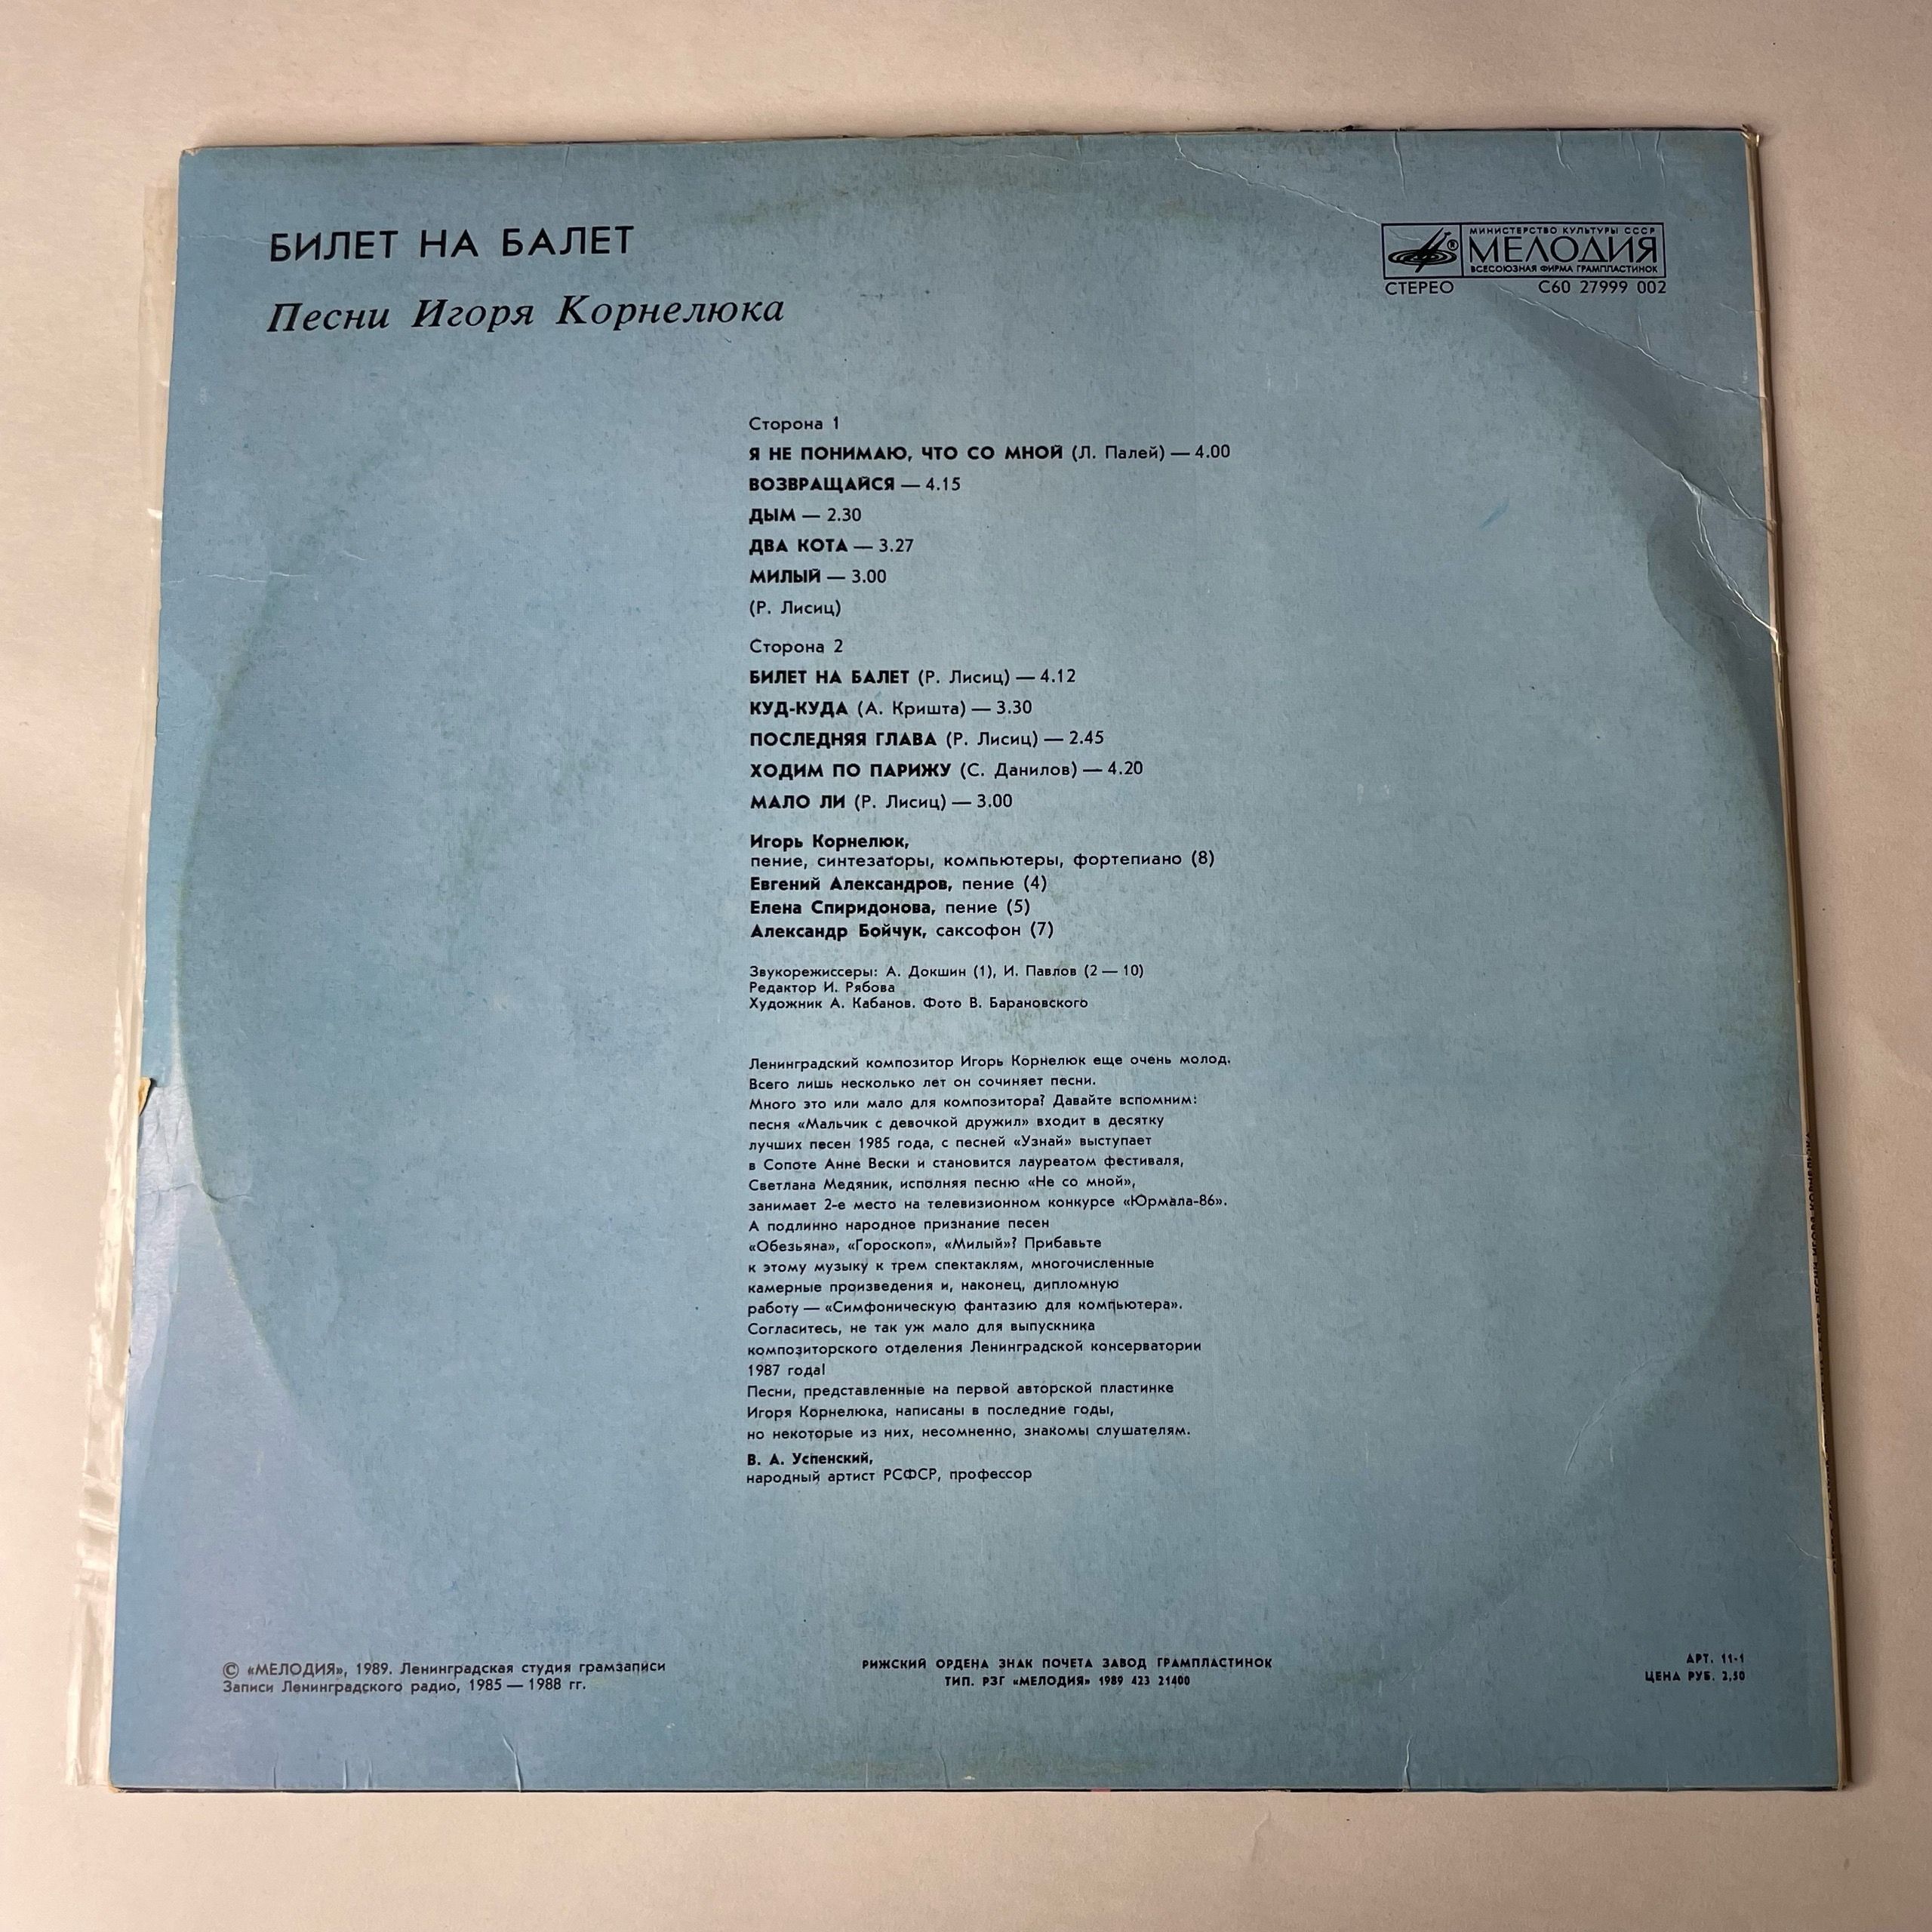 БИЛЕТ НА БАЛЕТ
Песни Игоря Корнелюка
МИНИСТЕРСТВО КУЛЬТУРЫ СССР
МЕЛОДИЯ
ВСЕСОЮЗНАЯ ФИРМА ГРАМПЛАСТИНОК
®
СТЕРЕО С60 27999 002
Сторона 1
Я НЕ ПОНИМАЮ, ЧТО СО МНОЙ (Л. Палей) — 4.00
ВОЗВРАЩАЙСЯ — 4.15
ДЫМ — 2.30
ДВА КОТА — 3.27
МИЛЫЙ — 3.00
(Р. Лисиц)
Сторона 2
БИЛЕТ НА БАЛЕТ (Р. Лисиц) — 4.12
КУД-КУДА (А. Кришта) — 3.30
ПОСЛЕДНЯЯ ГЛАВА (Р. Лисиц) — 2.45
ХОДИМ ПО ПАРИЖУ (С. Данилов) — 4.20
МАЛО ЛИ (Р. Лисиц) — 3.00
Игорь Корнелюк,
пение, синтезаторы, компьютеры, фортепиано (8)
Евгений Александров, пение (4)
Елена Спиридонова, пение (5)
Александр Бойчук, саксофон (7)
Звукорежиссеры: А. Докшин (1), И. Павлов (2 — 10)
Редактор И. Рябова
Художник А. Кабанов. Фото В. Барановского
Ленинградский композитор Игорь Корнелюк еще очень молод.
Всего лишь несколько лет он сочиняет песни.
Много это или мало для композитора? Давайте вспомним:
песня «Мальчик с девочкой дружил» входит в десятку
лучших песен 1985 года, с песней «Узнай» выступает
в Сопоте Анне Вески и становится лауреатом фестиваля,
Светлана Медяник, исполняя песню «Не со мной»,
занимает 2-е место на телевизионном конкурсе «Юрмала-86».
А подлинно народное признание песен
«Обезьяна», «Гороскоп», «Милый»? Прибавьте
к этому музыку к трем спектаклям, многочисленные
камерные произведения и, наконец, дипломную
работу — «Симфоническую фантазию для компьютера».
Согласитесь, не так уж мало для выпускника
композиторского отделения Ленинградской консерватории
1987 года!
Песни, представленные на первой авторской пластинке
Игоря Корнелюка, написаны в последние годы,
но некоторые из них, несомненно, знакомы слушателям.
В. А. Успенский,
народный артист РСФСР, профессор
© «МЕЛОДИЯ», 1989. Ленинградская студия грамзаписи
Записи Ленинградского радио, 1985 — 1988 гг.
РИЖСКИЙ ОРДЕНА ЗНАК ПОЧЕТА ЗАВОД ГРАМПЛАСТИНОК
ТИП. РЗГ «МЕЛОДИЯ» 1989 423 21400
АРТ. 11-1
ЦЕНА РУБ. 2,50